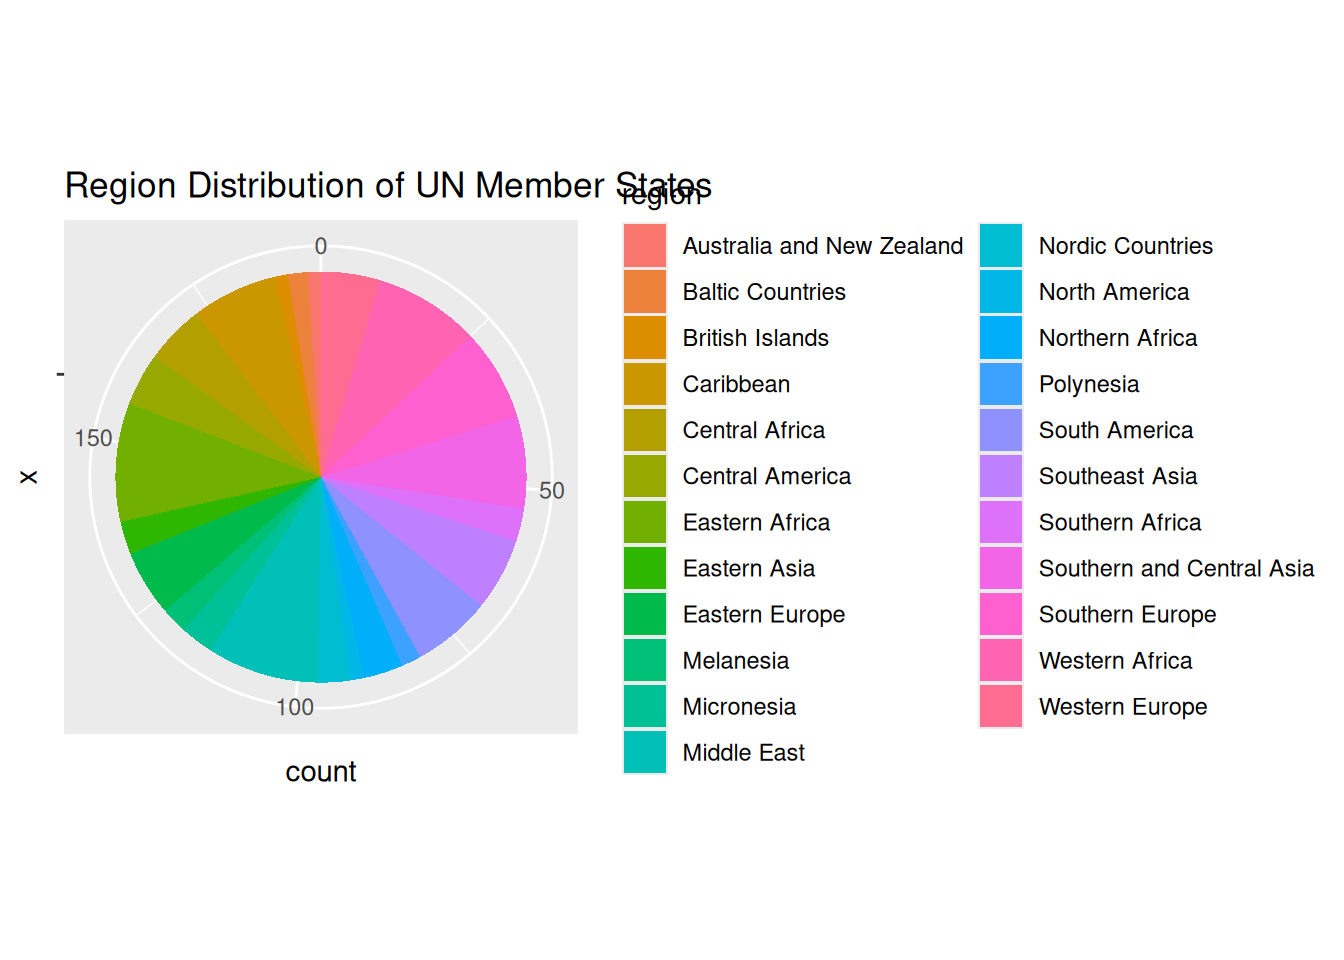 Region Distribution of UN Member States
region
0
50
100
150
x
count
Australia and New Zealand
Baltic Countries
British Islands
Caribbean
Central Africa
Central America
Eastern Africa
Eastern Asia
Eastern Europe
Melanesia
Micronesia
Middle East
Nordic Countries
North America
Northern Africa
Polynesia
South America
Southeast Asia
Southern Africa
Southern and Central Asia
Southern Europe
Western Africa
Western Europe